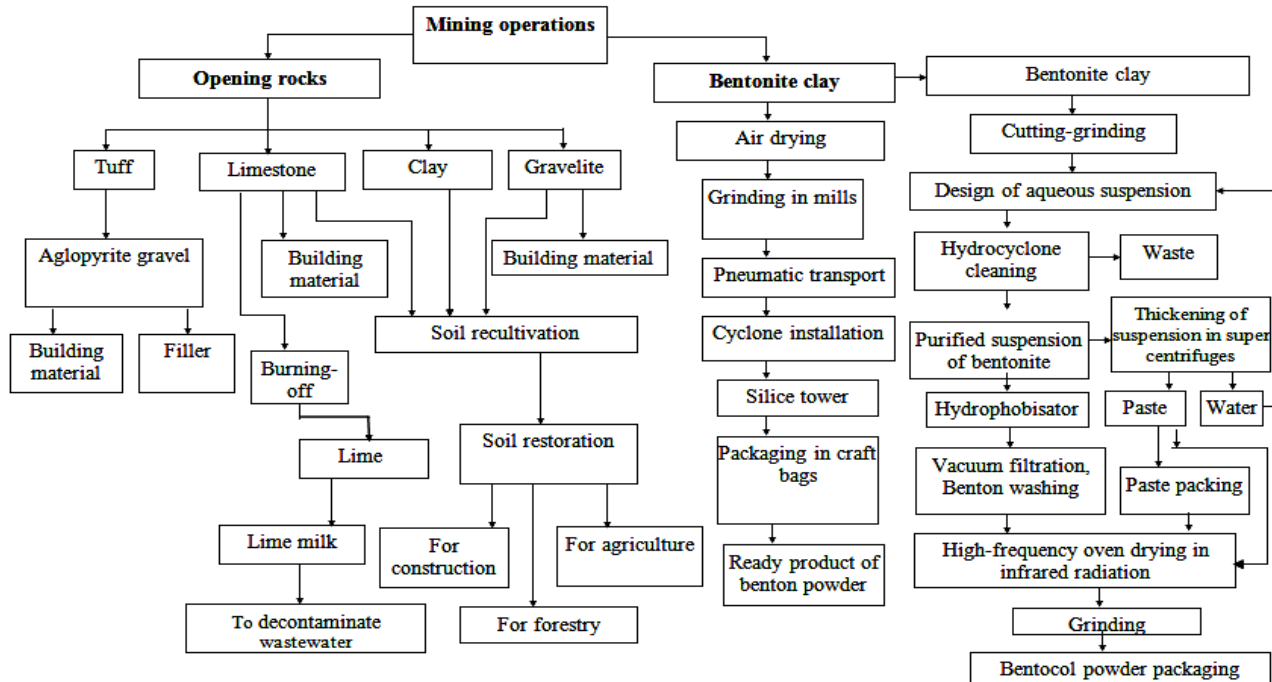 Mining operations
Opening rocks
Bentonite clay
Bentonite clay
Tuff
Limestone
Clay
Gravelite
Air drying
Cutting-grinding
Grinding in mills
Design of aqueous suspension
Aglopyrite gravel
Building
material
Building material
Pneumatic transport
Hydrocyclone
cleaning
Waste
Building
material
Filler
Burning-
off
Soil recultivation
Cyclone installation
Purified suspension
of bentonite
Thickening of
suspension in super
centrifuges
Silice tower
Hydrophobisator
Paste
Water
Lime
Soil restoration
Packaging in craft
bags
Vacuum filtration,
Benton washing
Paste packing
Lime milk
For
construction
For agriculture
Ready product of
benton powder
High-frequency oven drying in
infrared radiation
To decontaminate
wastewater
For forestry
Grinding
Bentocol powder packaging